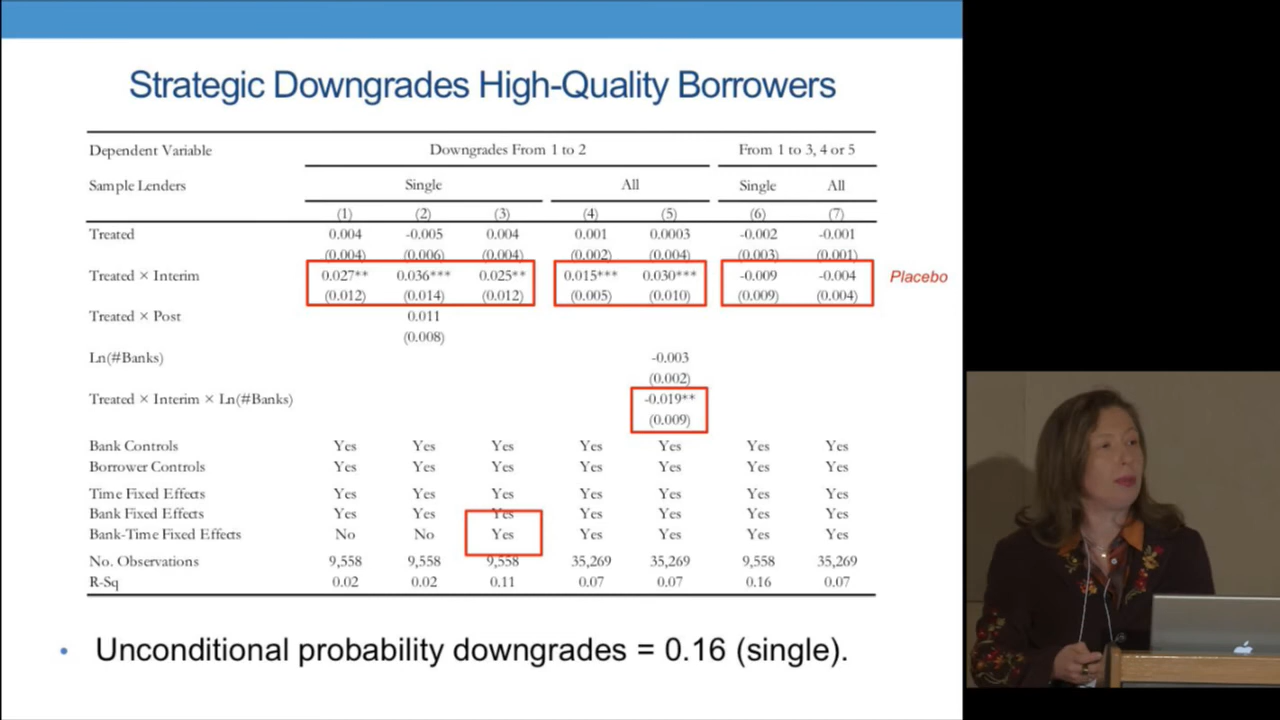 Strategic Downgrades High-Quality Borrowers
Dependent Variable Downgrades From 1 to 2 From 1 to 3, 4 or 5
Sample Lenders Single All Single All
(1) (2) (3) (4) (5) (6) (7)
Treated 0.004 -0.005 0.004 0.001 0.0003 -0.002 -0.001
(0.004) (0.006) (0.004) (0.002) (0.004) (0.003) (0.001)
Treated × Interim 0.027** 0.036*** 0.025** 0.015*** 0.030*** -0.009 -0.004 Placebo
(0.012) (0.014) (0.012) (0.005) (0.010) (0.009) (0.004)
Treated × Post 0.011
(0.008)
Ln(#Banks) -0.003
(0.002)
Treated × Interim × Ln(#Banks) -0.019**
(0.009)
Bank Controls Yes Yes Yes Yes Yes Yes Yes
Borrower Controls Yes Yes Yes Yes Yes Yes Yes
Time Fixed Effects Yes Yes Yes Yes Yes Yes Yes
Bank Fixed Effects Yes Yes Yes Yes Yes Yes Yes
Bank-Time Fixed Effects No No Yes Yes Yes Yes Yes
No. Observations 9,558 9,558 9,558 35,269 35,269 9,558 35,269
R-Sq 0.02 0.02 0.11 0.07 0.07 0.16 0.07
• Unconditional probability downgrades = 0.16 (single).